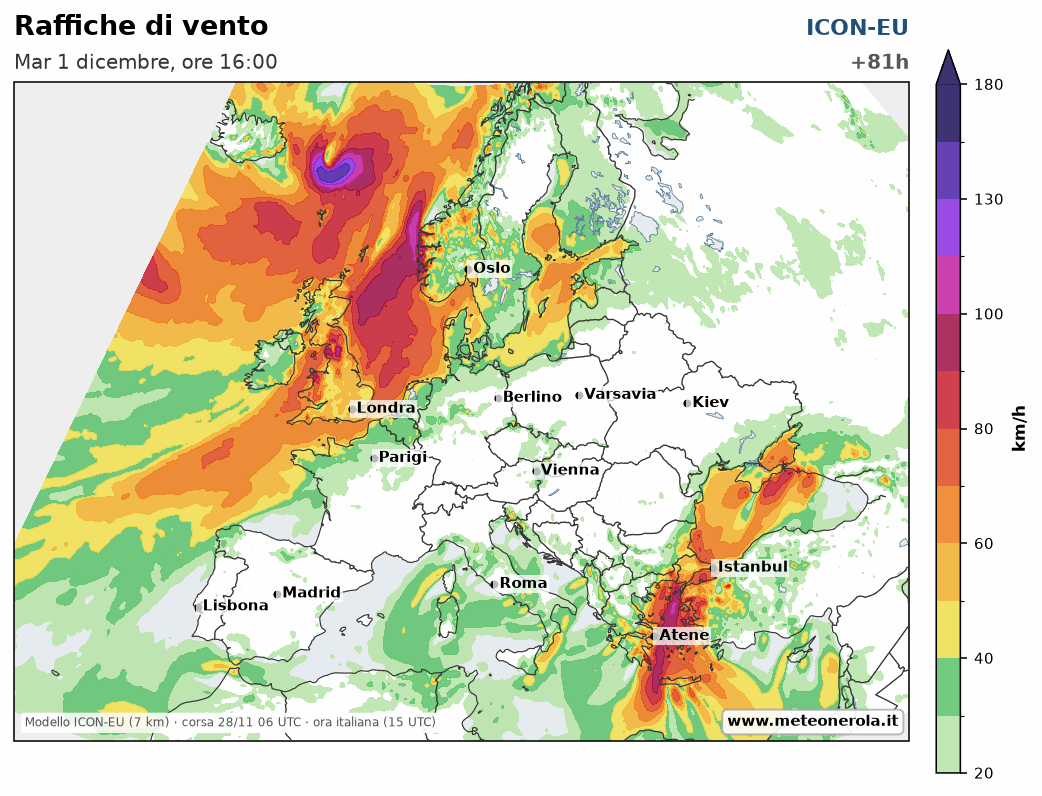 Raffiche di vento
ICON-EU
Mar 1 dicembre, ore 16:00
+81h
180
130
100
80
60
40
20
km/h
Oslo
Berlino
Varsavia
Kiev
Londra
Parigi
Vienna
Istanbul
Roma
Madrid
Lisbona
Atene
Modello ICON-EU (7 km) · corsa 28/11 06 UTC · ora italiana (15 UTC)
www.meteonerola.it